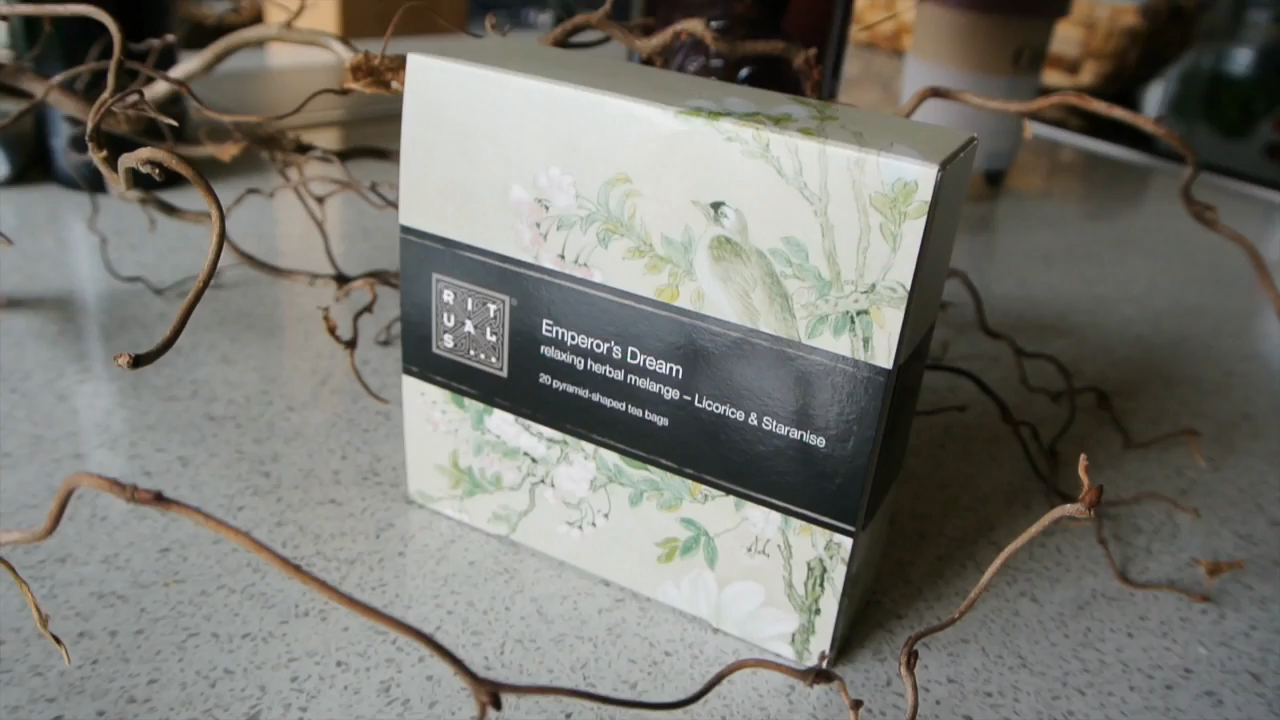 RIT
UAL
S...®
Emperor's Dream
relaxing herbal melange – Licorice & Staranise
20 pyramid-shaped tea bags